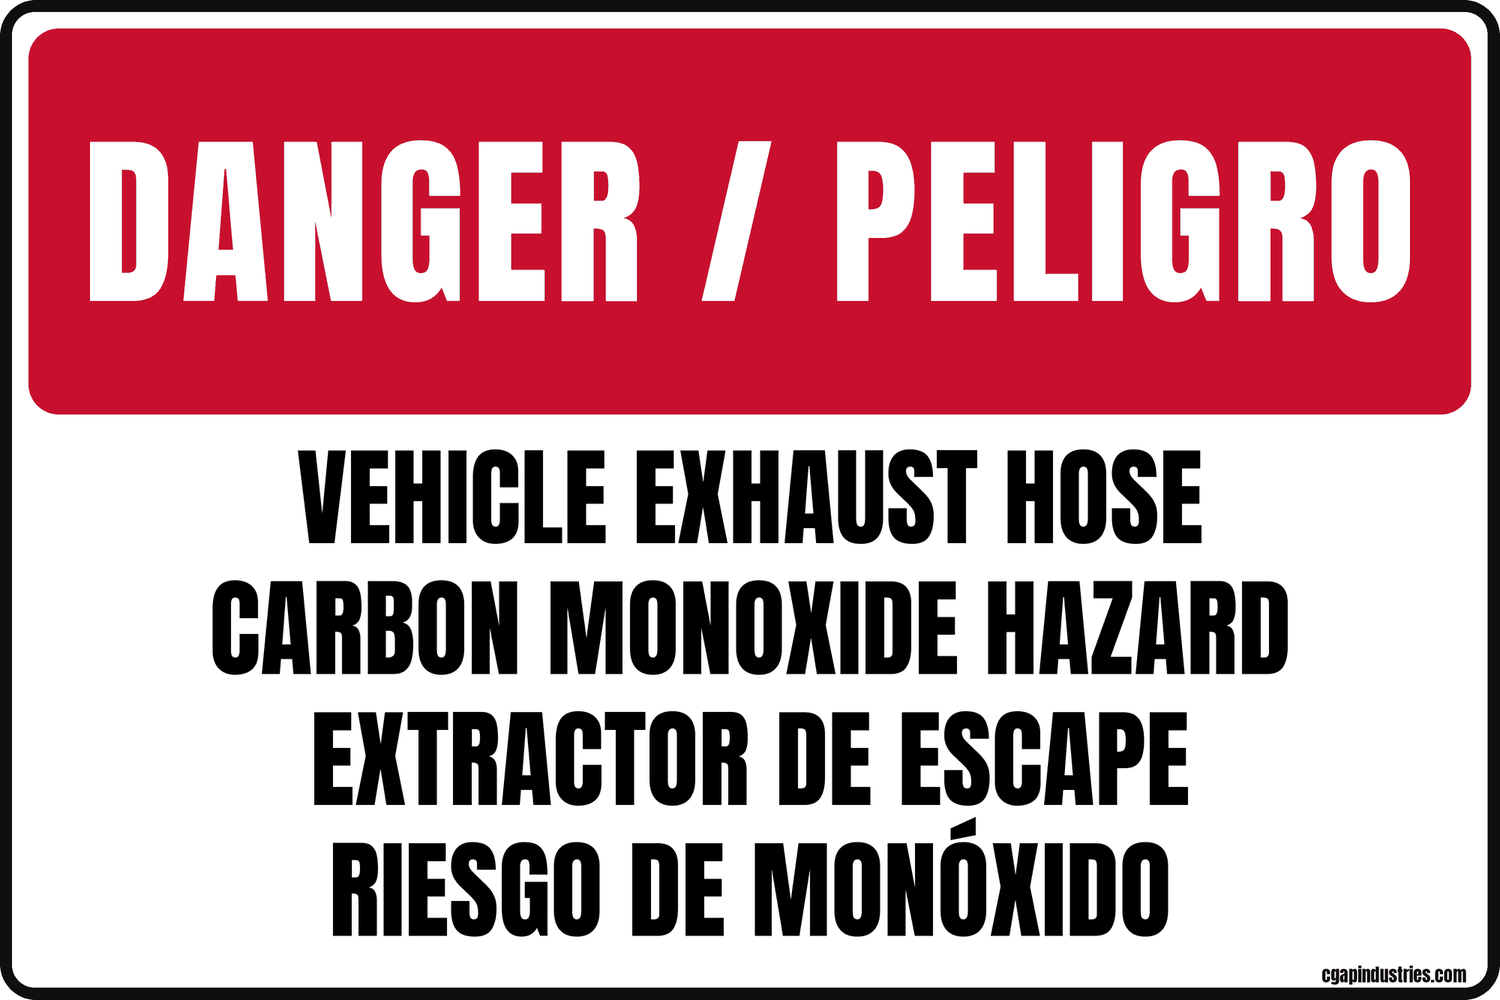 DANGER / PELIGRO
VEHICLE EXHAUST HOSE
CARBON MONOXIDE HAZARD
EXTRACTOR DE ESCAPE
RIESGO DE MONÓXIDO
cgapindustries.com